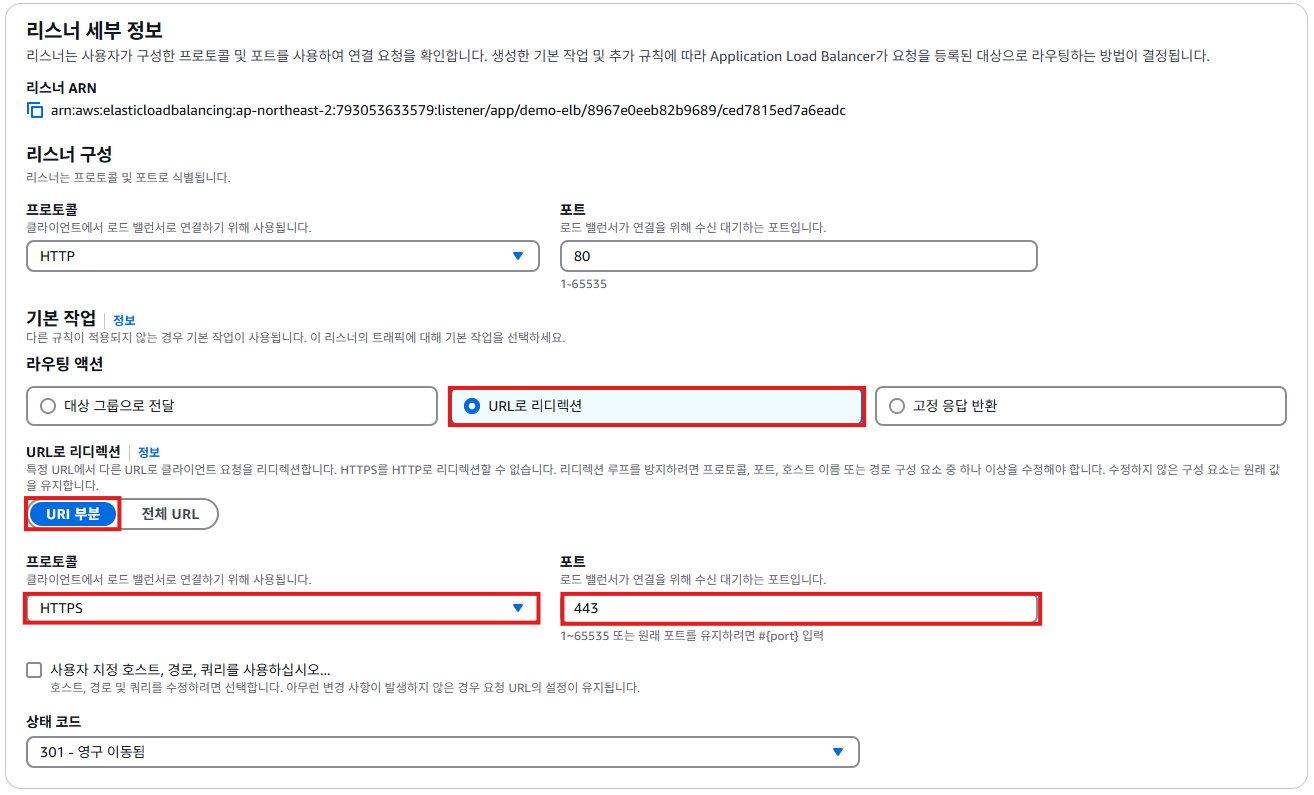 리스너 세부 정보
리스너는 사용자가 구성한 프로토콜 및 포트를 사용하여 연결 요청을 확인합니다. 생성한 기본 작업 및 추가 규칙에 따라 Application Load Balancer가 요청을 등록된 대상으로 라우팅하는 방법이 결정됩니다.
리스너 ARN
arn:aws:elasticloadbalancing:ap-northeast-2:793053633579:listener/app/demo-elb/8967e0eeb82b9689/ced7815ed7a6eadc
리스너 구성
리스너는 프로토콜 및 포트로 식별됩니다.
프로토콜
클라이언트에서 로드 밸런서로 연결하기 위해 사용됩니다.
HTTP
포트
로드 밸런서가 연결을 위해 수신 대기하는 포트입니다.
80
1-65535
기본 작업 정보
다른 규칙이 적용되지 않는 경우 기본 작업이 사용됩니다. 이 리스너의 트래픽에 대해 기본 작업을 선택하세요.
라우팅 액션
대상 그룹으로 전달
URL로 리디렉션
고정 응답 반환
URL로 리디렉션 정보
특정 URL에서 다른 URL로 클라이언트 요청을 리디렉션합니다. HTTPS를 HTTP로 리디렉션할 수 없습니다. 리디렉션 루프를 방지하려면 프로토콜, 포트, 호스트 이름 또는 경로 구성 요소 중 하나 이상을 수정해야 합니다. 수정하지 않은 구성 요소는 원래 값
을 유지합니다.
URI 부분
전체 URL
프로토콜
클라이언트에서 로드 밸런서로 연결하기 위해 사용됩니다.
HTTPS
포트
로드 밸런서가 연결을 위해 수신 대기하는 포트입니다.
443
1~65535 또는 원래 포트를 유지하려면 #{port} 입력
사용자 지정 호스트, 경로, 쿼리를 사용하십시오...
호스트, 경로 및 쿼리를 수정하려면 선택합니다. 아무런 변경 사항이 발생하지 않은 경우 요청 URL의 설정이 유지됩니다.
상태 코드
301 - 영구 이동됨